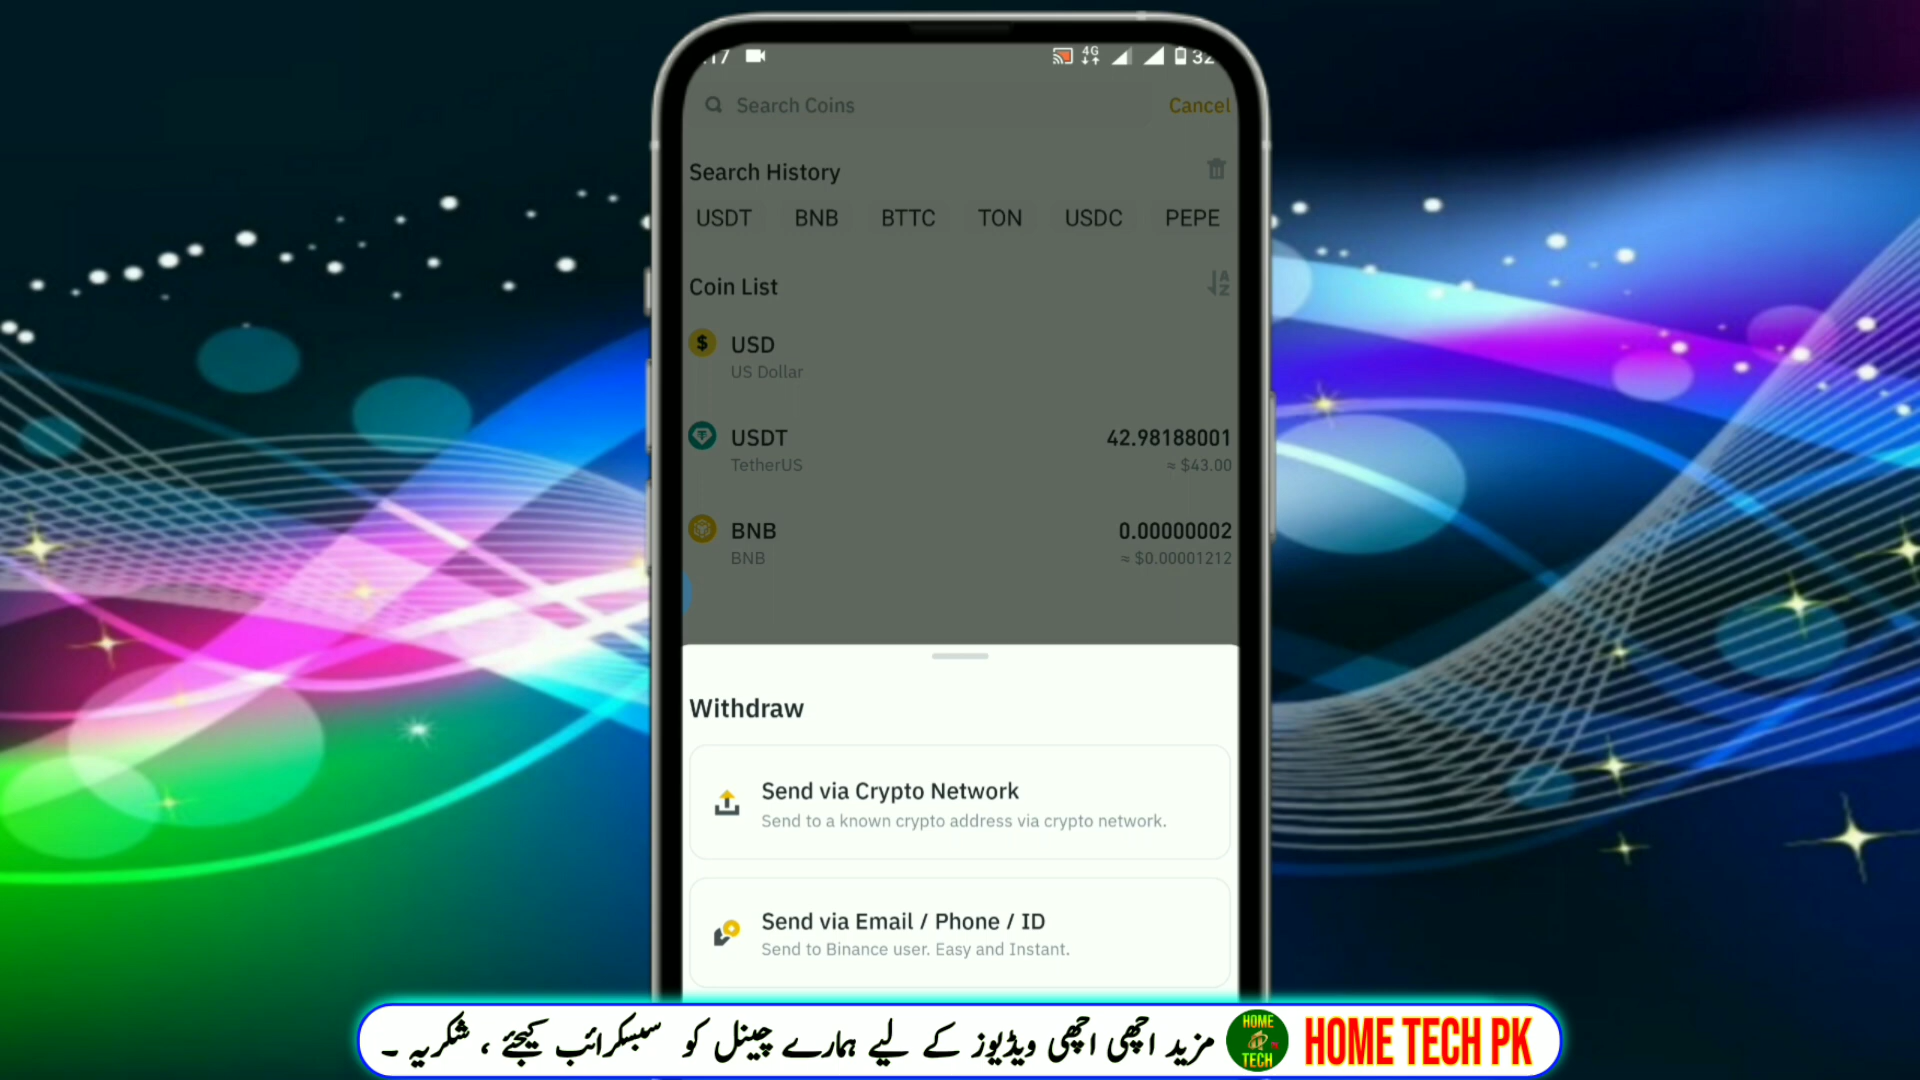 :17 4G 32
Search Coins Cancel
Search History
USDT BNB BTTC TON USDC PEPE
Coin List
USD
US Dollar
USDT 42.98188001
TetherUS ≈ $43.00
BNB 0.00000002
BNB ≈ $0.00001212
Withdraw
Send via Crypto Network
Send to a known crypto address via crypto network.
Send via Email / Phone / ID
Send to Binance user. Easy and Instant.
مزید اچھی اچھی ویڈیوز کے لیے ہمارے چینل کو سبسکرائب کیجئے ، شکریہ ۔
HOME TECH
HOME TECH PK